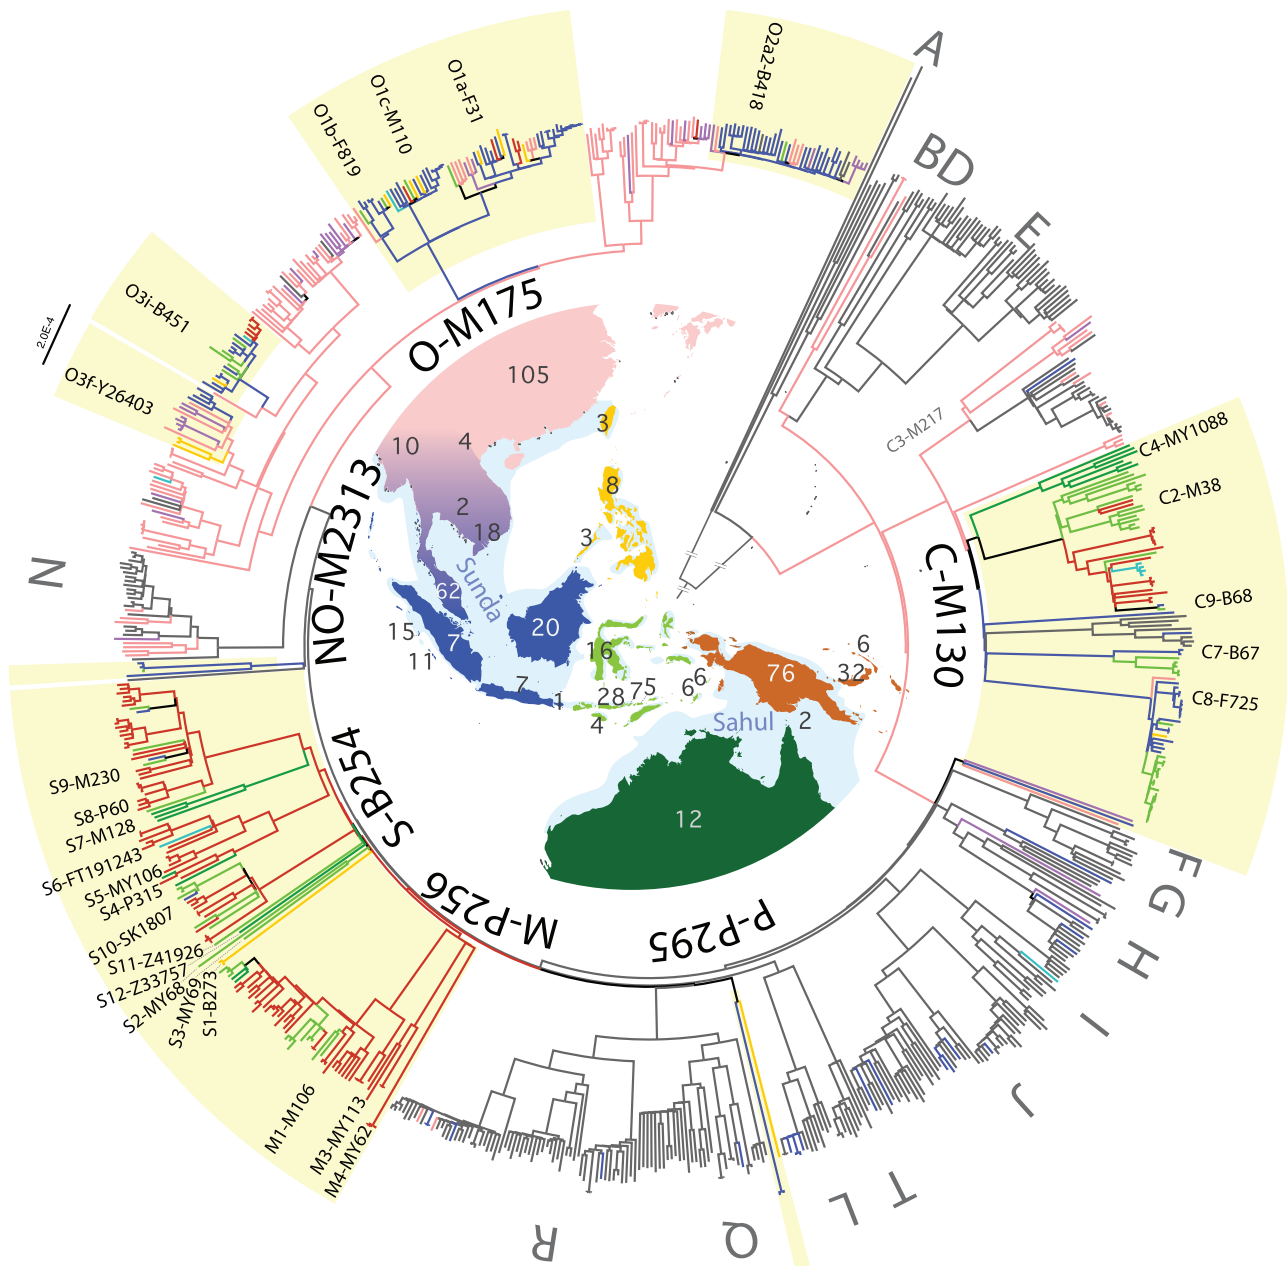 A
BD
E
O2a2-B418
O1a-F31
O1c-M110
O1b-F819
O3i-B451
O3f-Y26403
2.0E-4
O-M175
C3-M217
C4-MY1088
C2-M38
C9-B68
C7-B67
C8-F725
C-M130
NO-M2313
N
105
3
10
4
8
2
18
3
Sunda
62
20
15
7
11
16
7
1
28
75
4
6
6
76
6
32
Sahul
2
12
S-B254
M-P256
P-P295
S9-M230
S8-P60
S7-M128
S6-FT191243
S5-MY106
S4-P315
S10-SK1807
S11-Z41926
S12-Z33757
S2-MY68
S3-MY69
S1-B273
M1-M106
M3-MY113
M4-MY62
F
G
H
I
J
T
L
Q
R